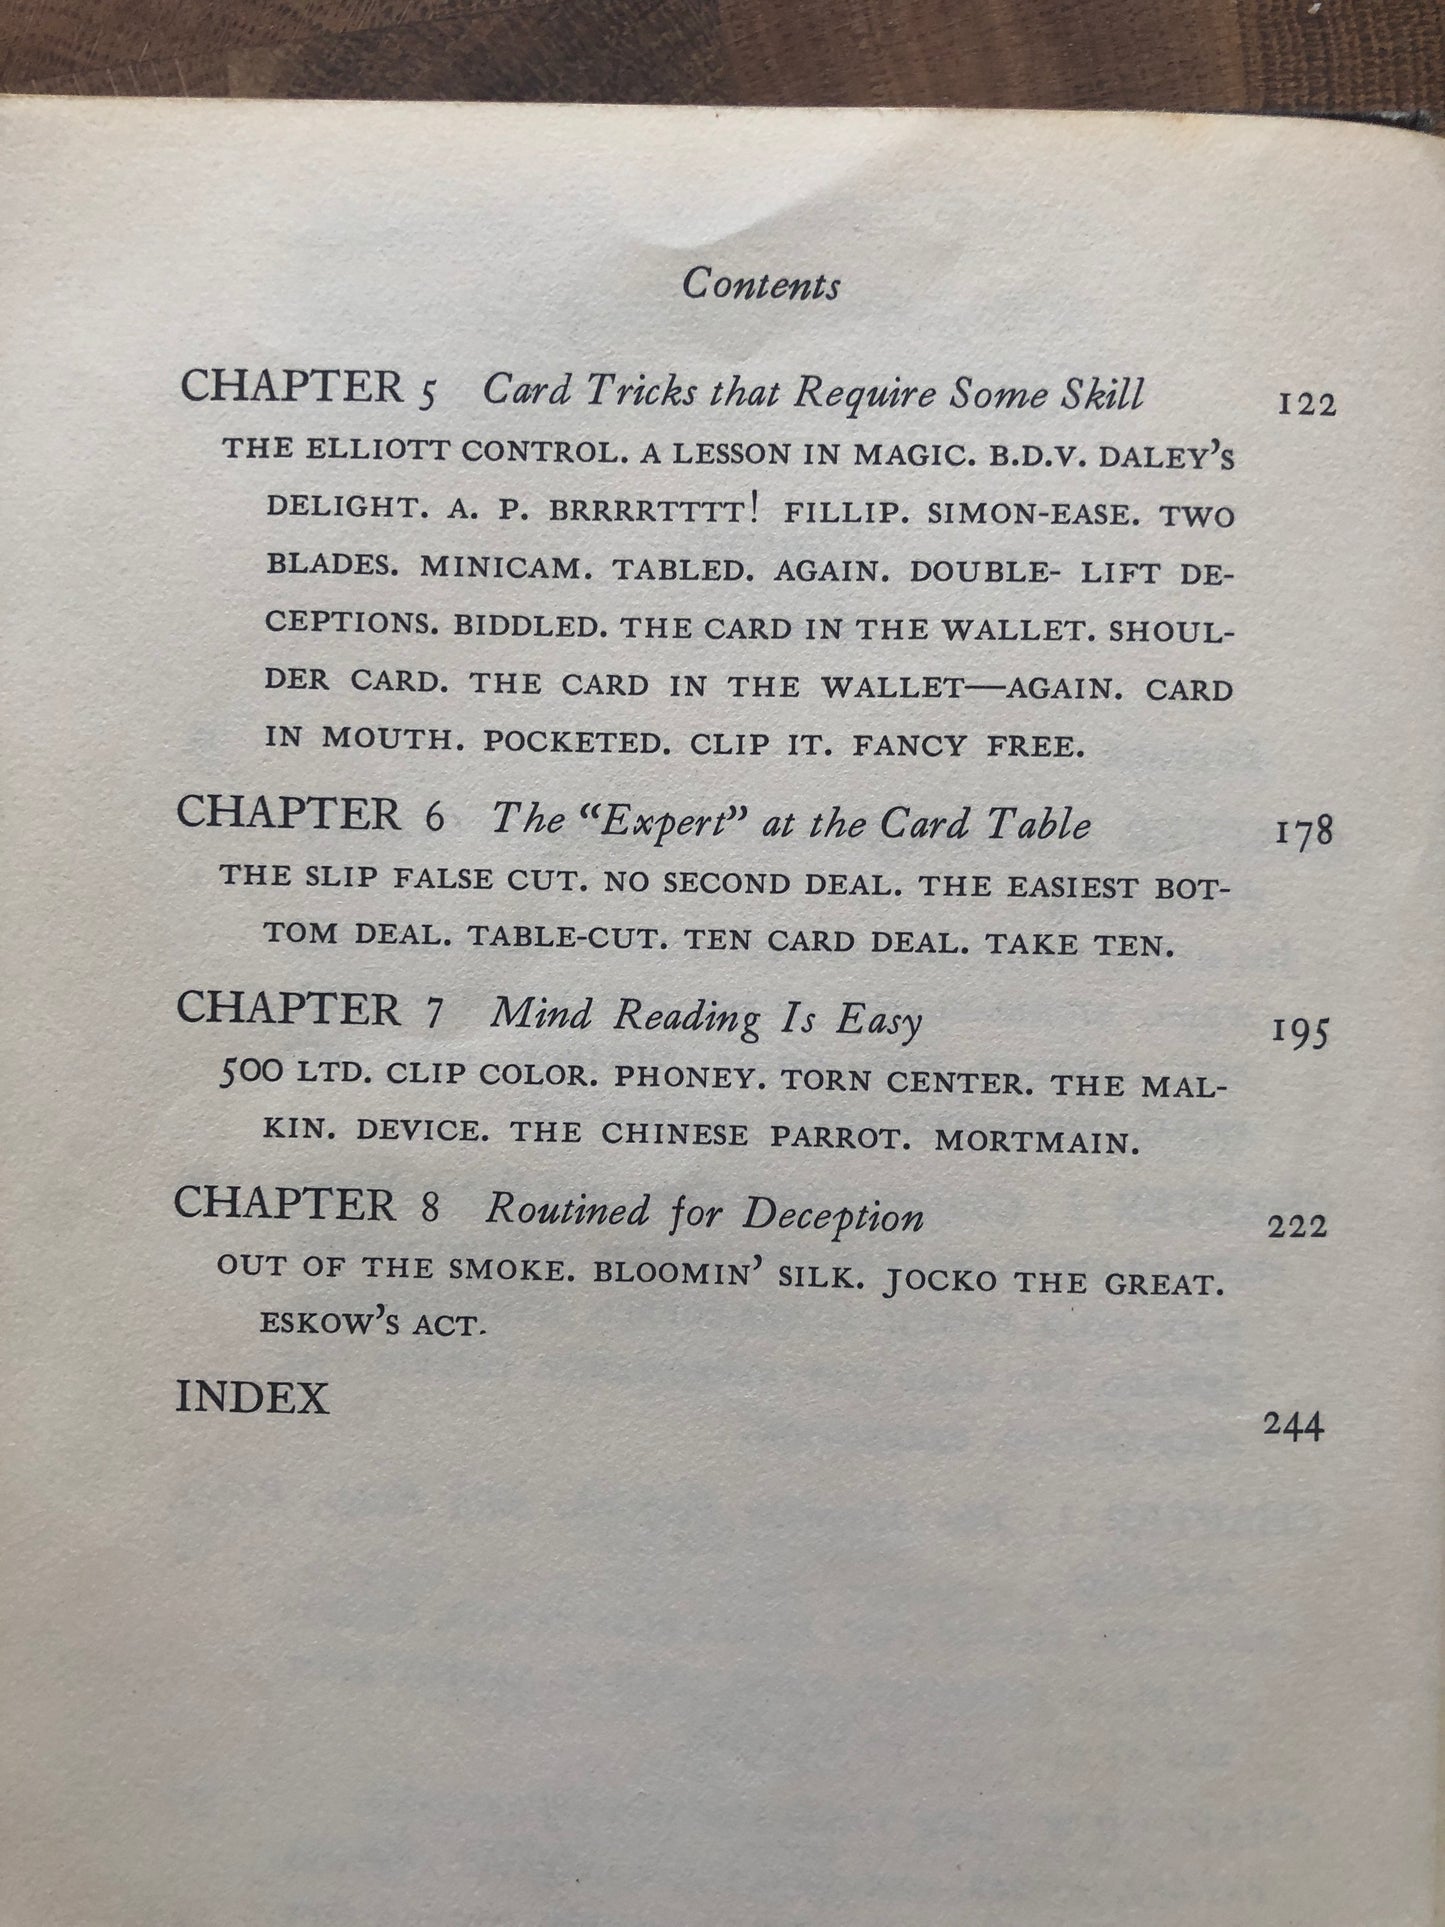 Contents
CHAPTER 5 Card Tricks that Require Some Skill 122
THE ELLIOTT CONTROL. A LESSON IN MAGIC. B.D.V. DALEY'S
DELIGHT. A. P. BRRRRTTTT! FILLIP. SIMON-EASE. TWO
BLADES. MINICAM. TABLED. AGAIN. DOUBLE- LIFT DE-
CEPTIONS. BIDDLED. THE CARD IN THE WALLET. SHOUL-
DER CARD. THE CARD IN THE WALLET—AGAIN. CARD
IN MOUTH. POCKETED. CLIP IT. FANCY FREE.
CHAPTER 6 The "Expert" at the Card Table 178
THE SLIP FALSE CUT. NO SECOND DEAL. THE EASIEST BOT-
TOM DEAL. TABLE-CUT. TEN CARD DEAL. TAKE TEN.
CHAPTER 7 Mind Reading Is Easy 195
500 LTD. CLIP COLOR. PHONEY. TORN CENTER. THE MAL-
KIN. DEVICE. THE CHINESE PARROT. MORTMAIN.
CHAPTER 8 Routined for Deception 222
OUT OF THE SMOKE. BLOOMIN' SILK. JOCKO THE GREAT.
ESKOW'S ACT.
INDEX 244